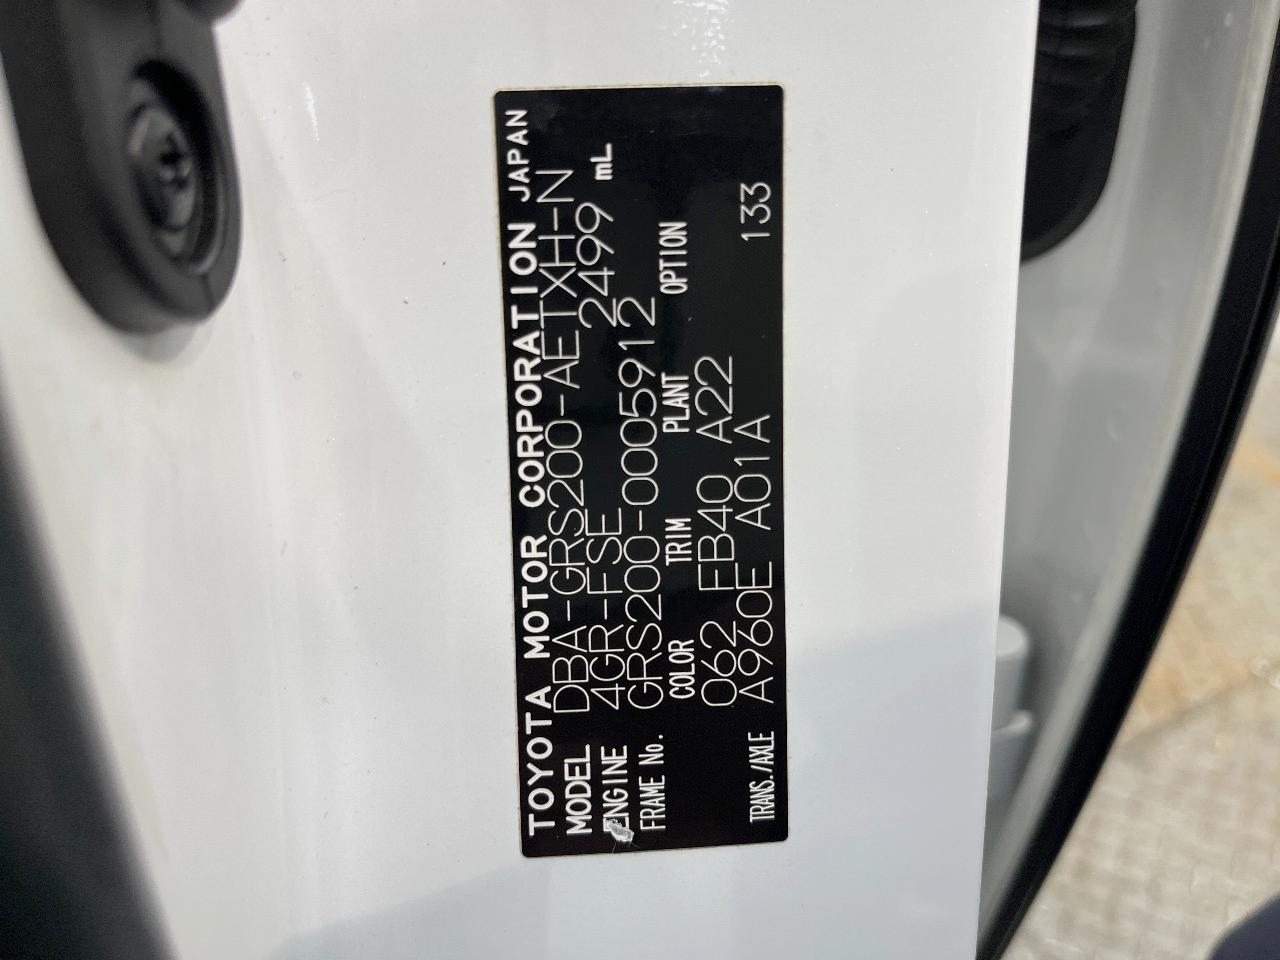 TOYOTA MOTOR CORPORATION JAPAN
MODEL DBA-GRS200-AETXH-N
ENGINE 4GR-FSE 2499 mL
FRAME No. GRS200-0005912
COLOR TRIM PLANT OPTION
062 FB40 A22
TRANS./AXLE A960E A01A 133